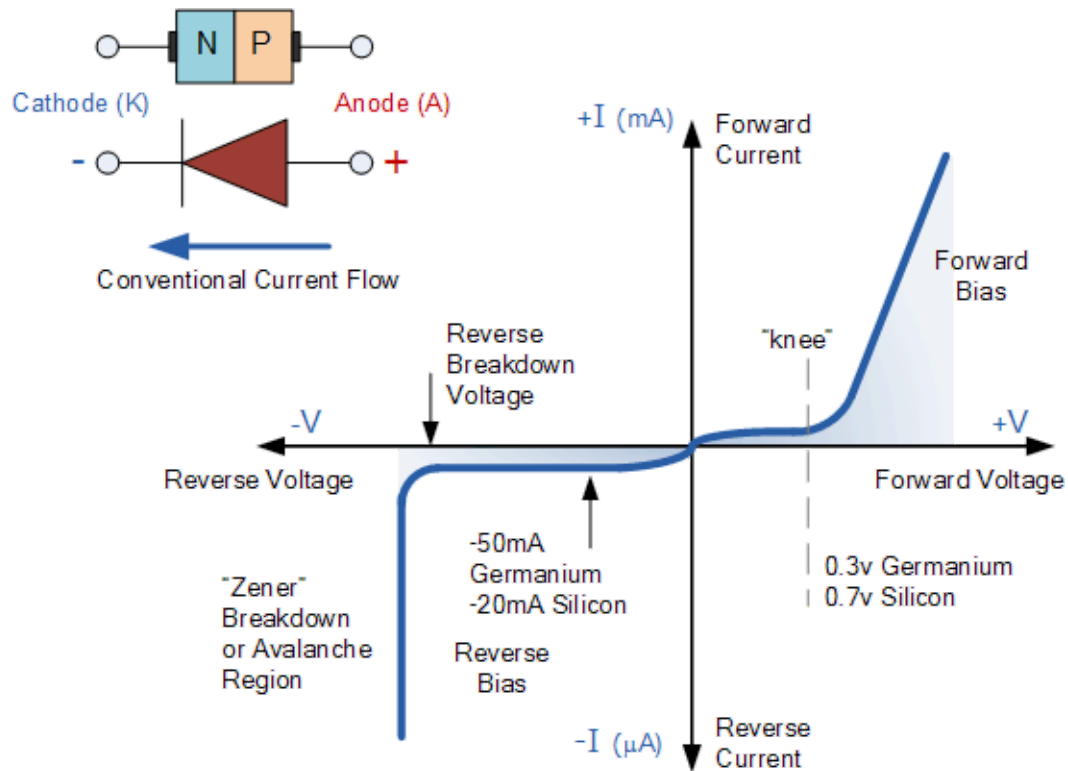 N P
Cathode (K)
Anode (A)
- +
Conventional Current Flow
+I (mA)
Forward
Current
Forward
Bias
"knee"
Reverse
Breakdown
Voltage
-V
+V
Reverse Voltage
Forward Voltage
-50mA
Germanium
-20mA Silicon
0.3v Germanium
0.7v Silicon
"Zener"
Breakdown
or Avalanche
Region
Reverse
Bias
-I (µA)
Reverse
Current